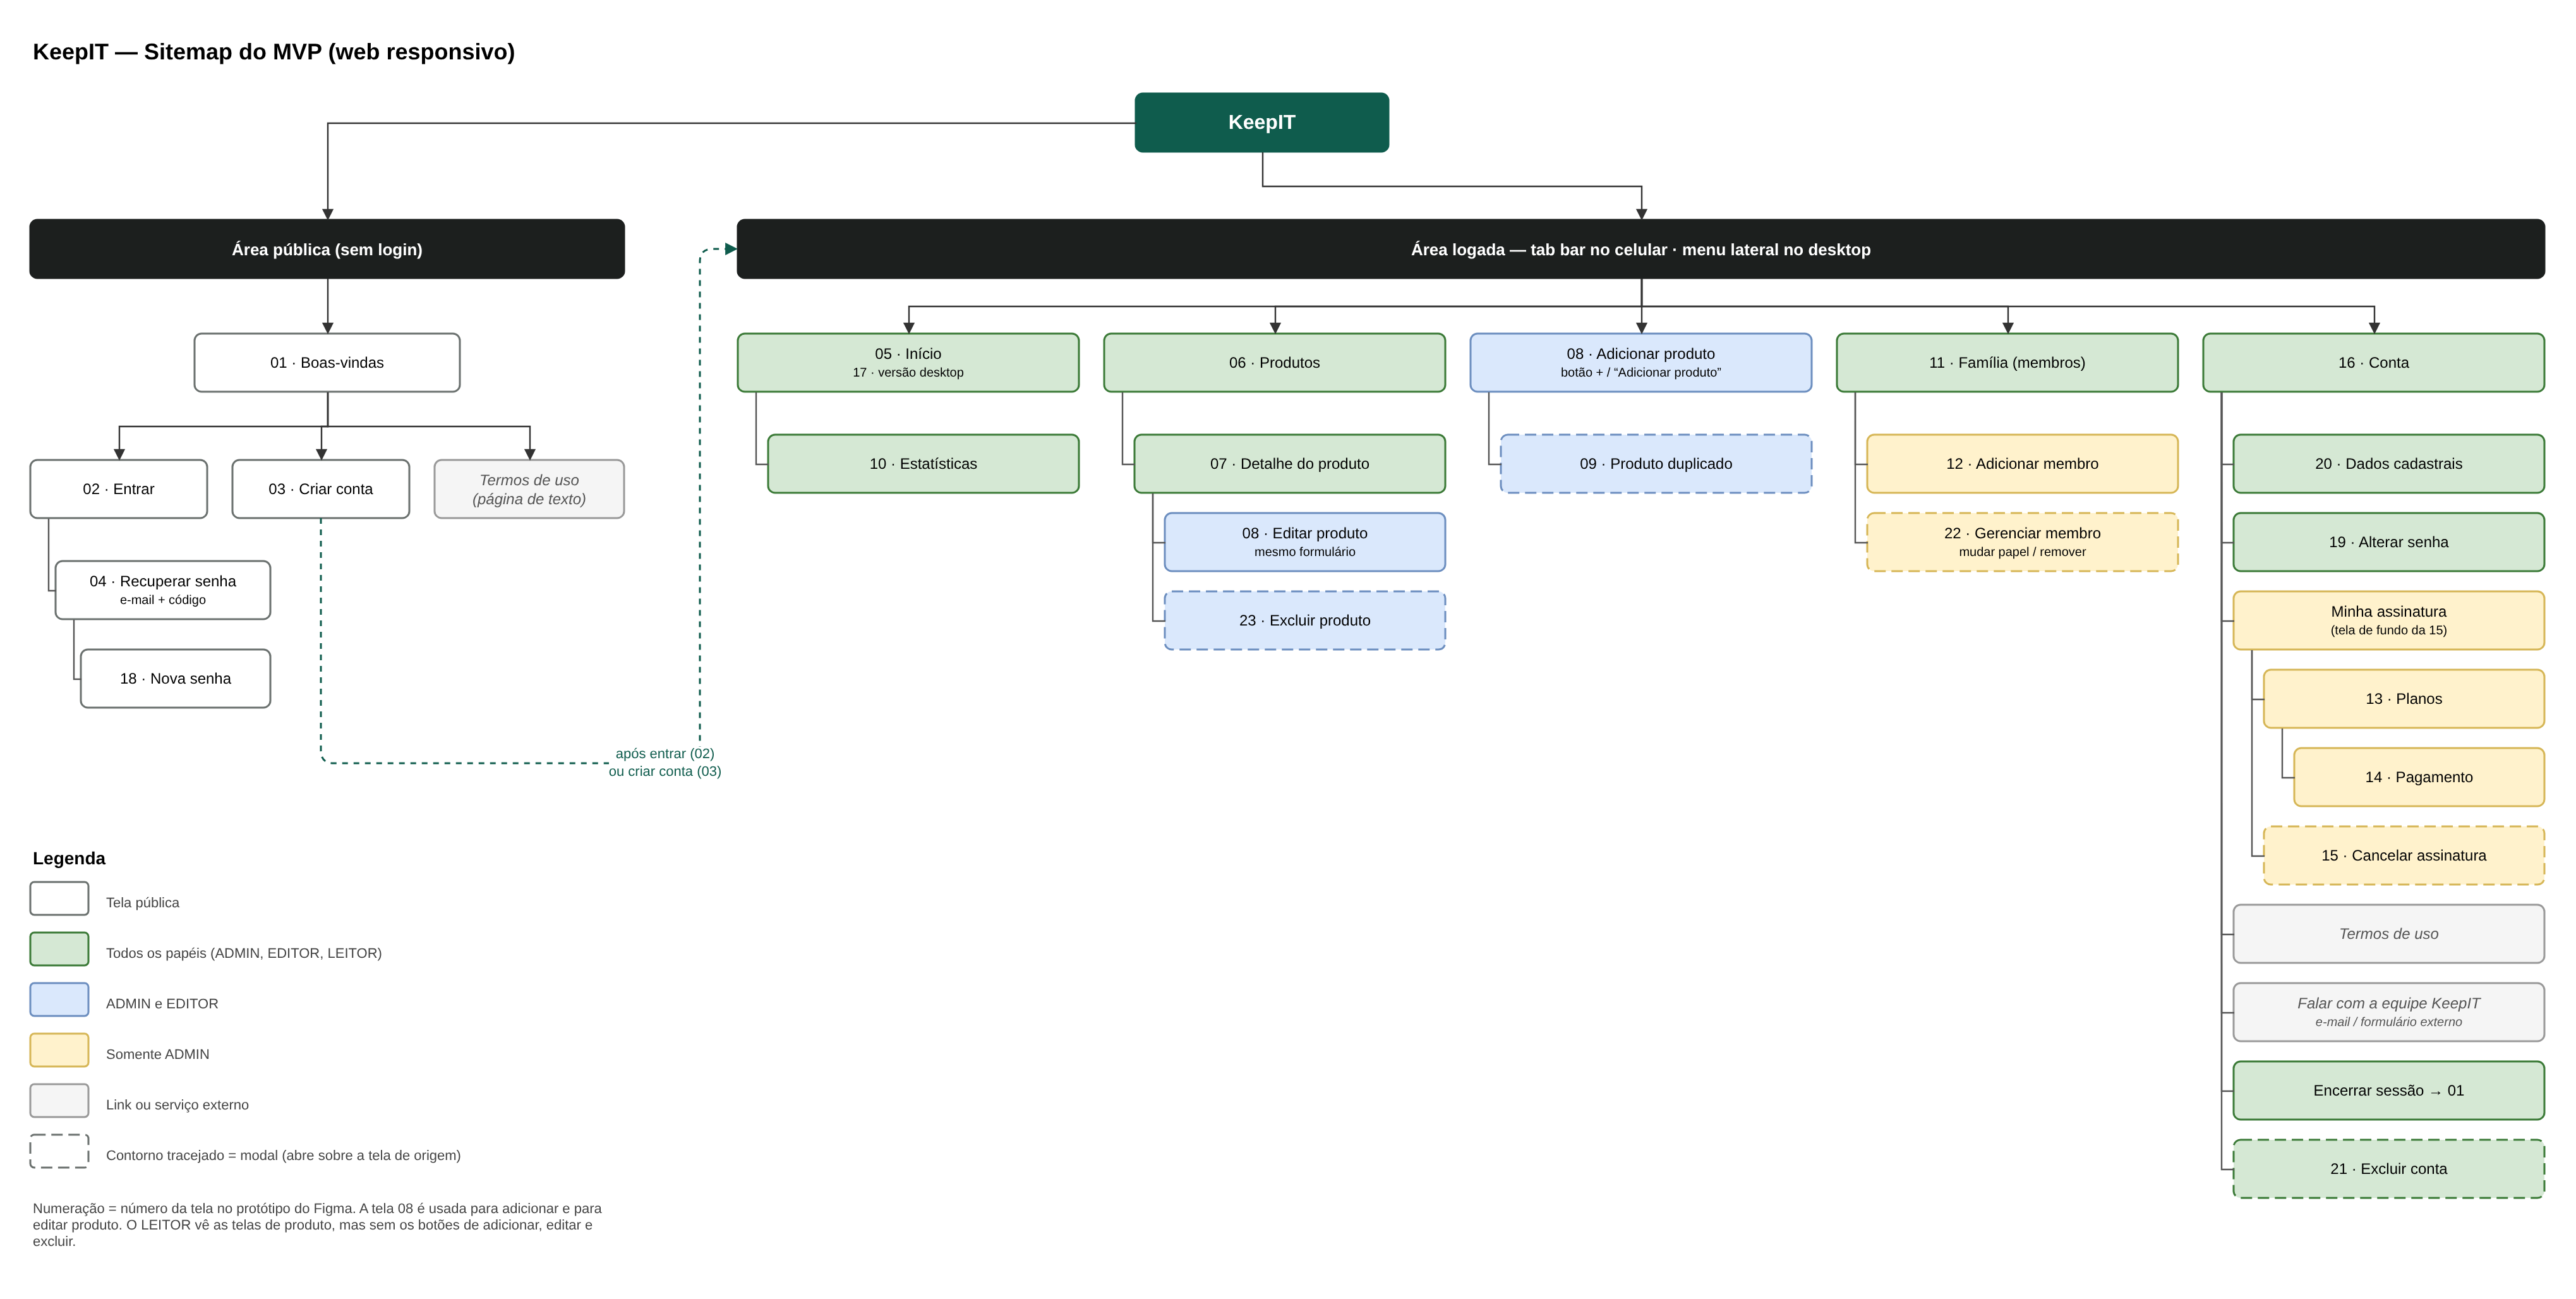 KeepIT — Sitemap do MVP (web responsivo)
KeepIT
Área pública (sem login)
Área logada — tab bar no celular · menu lateral no desktop
01 · Boas-vindas
02 · Entrar
03 · Criar conta
Termos de uso
(página de texto)
04 · Recuperar senha
e-mail + código
18 · Nova senha
após entrar (02)
ou criar conta (03)
05 · Início
17 · versão desktop
10 · Estatísticas
06 · Produtos
07 · Detalhe do produto
08 · Editar produto
mesmo formulário
23 · Excluir produto
08 · Adicionar produto
botão + / “Adicionar produto”
09 · Produto duplicado
11 · Família (membros)
12 · Adicionar membro
22 · Gerenciar membro
mudar papel / remover
16 · Conta
20 · Dados cadastrais
19 · Alterar senha
Minha assinatura
(tela de fundo da 15)
13 · Planos
14 · Pagamento
15 · Cancelar assinatura
Termos de uso
Falar com a equipe KeepIT
e-mail / formulário externo
Encerrar sessão → 01
21 · Excluir conta
Legenda
Tela pública
Todos os papéis (ADMIN, EDITOR, LEITOR)
ADMIN e EDITOR
Somente ADMIN
Link ou serviço externo
Contorno tracejado = modal (abre sobre a tela de origem)
Numeração = número da tela no protótipo do Figma. A tela 08 é usada para adicionar e para
editar produto. O LEITOR vê as telas de produto, mas sem os botões de adicionar, editar e
excluir.